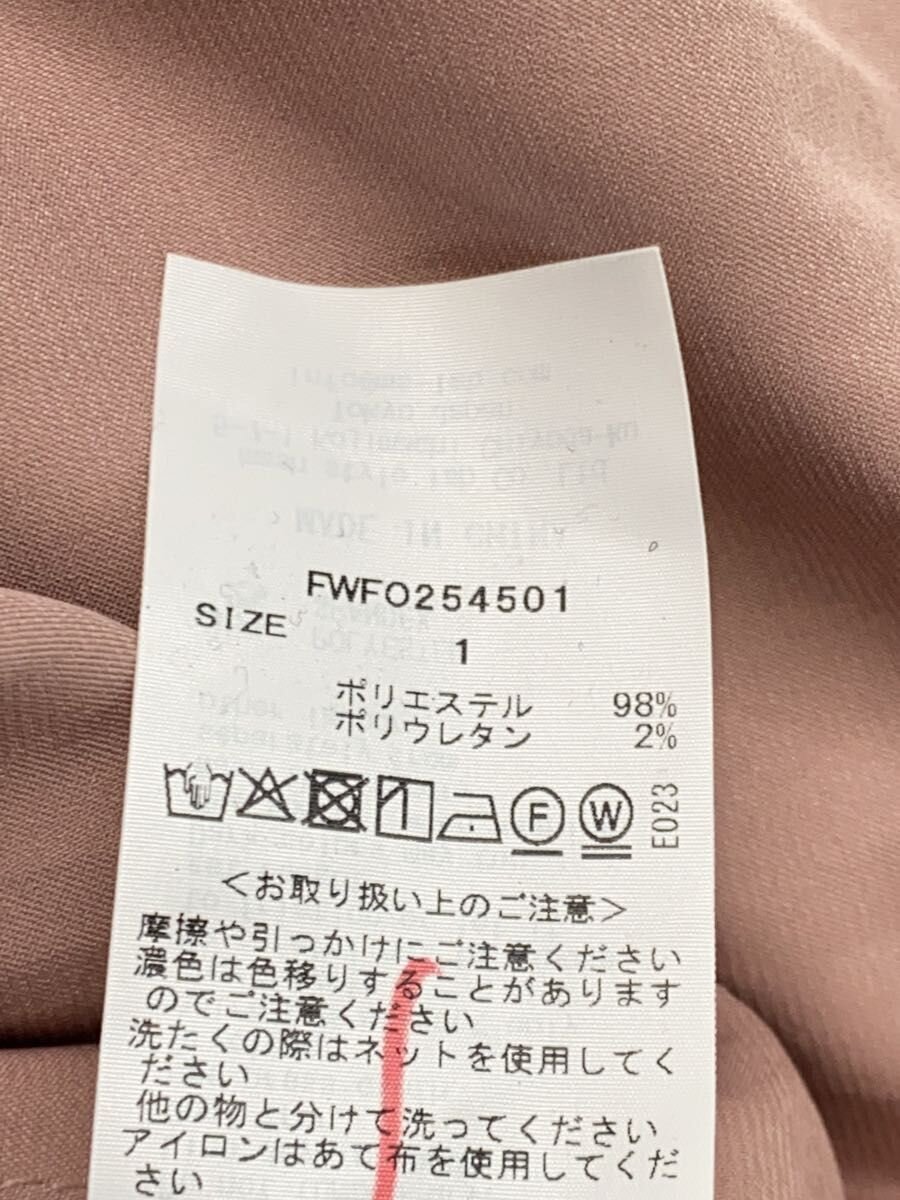 FWFO254501
SIZE 1
ポリエステル 98%
ポリウレタン 2%
F W E023
<お取り扱い上のご注意>
摩擦や引っかけにご注意ください
濃色は色移りすることがあります
のでご注意ください
洗たくの際はネットを使用してく
ださい
他の物と分けて洗ってください
アイロンはあて布を使用してくだ
さい